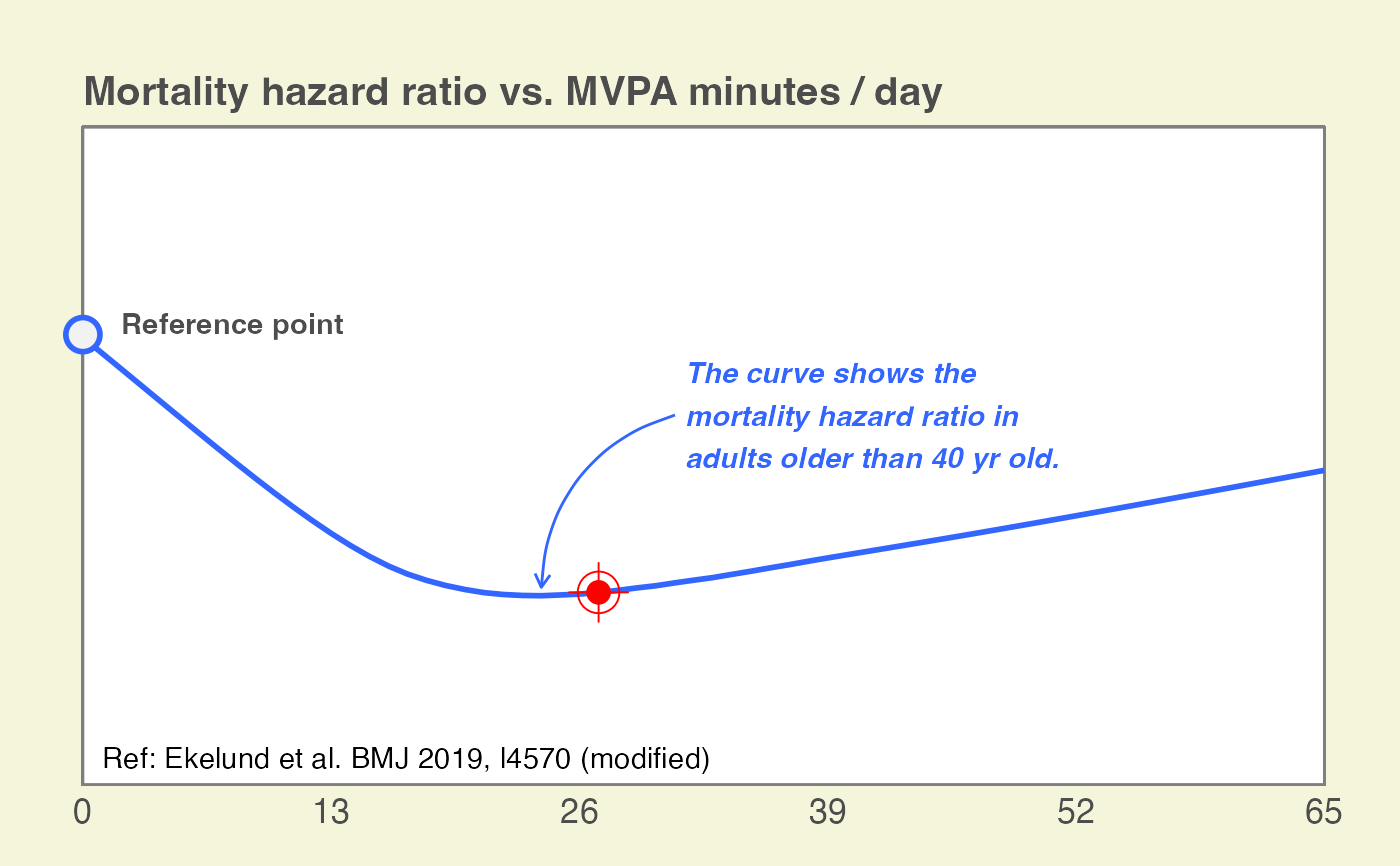 Mortality hazard ratio vs. MVPA minutes / day
Reference point
The curve shows the
mortality hazard ratio in
adults older than 40 yr old.
Ref: Ekelund et al. BMJ 2019, l4570 (modified)
0 13 26 39 52 65